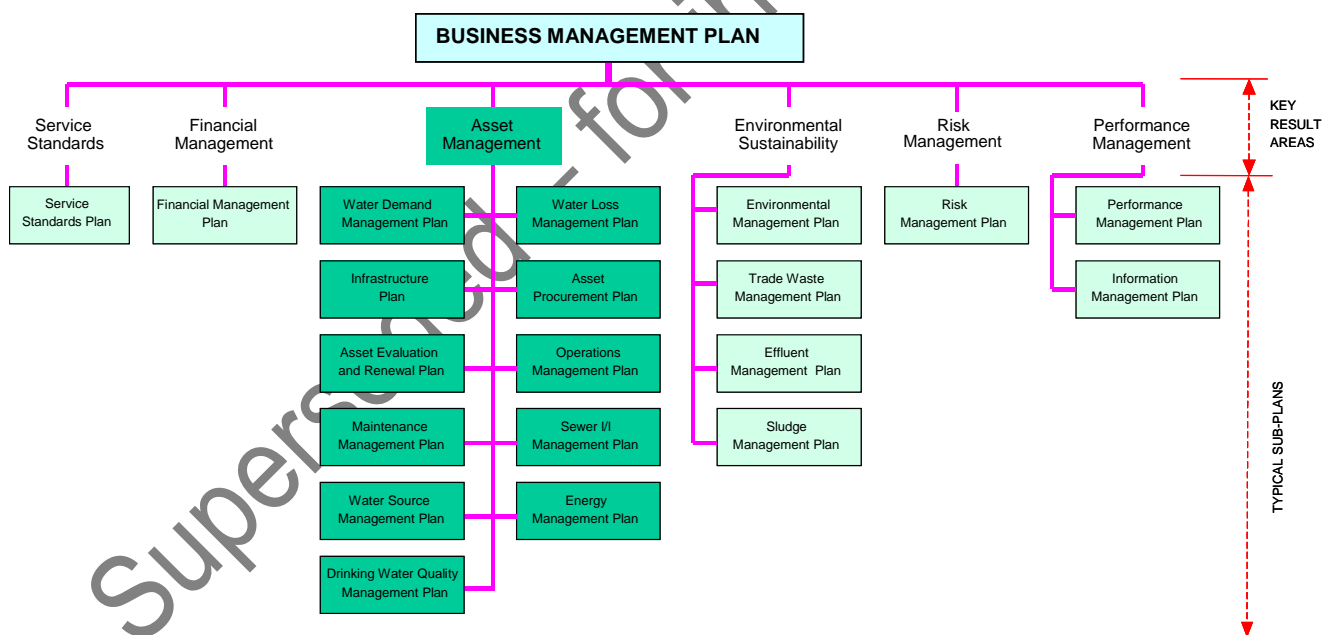 BUSINESS MANAGEMENT PLAN
KEY
RESULT
AREAS
Service
Standards
Financial
Management
Asset
Management
Environmental
Sustainability
Risk
Management
Performance
Management
Service
Standards Plan
Financial Management
Plan
Water Demand
Management Plan
Water Loss
Management Plan
Environmental
Management Plan
Risk
Management Plan
Performance
Management Plan
Infrastructure
Plan
Asset
Procurement Plan
Trade Waste
Management Plan
Information
Management Plan
Asset Evaluation
and Renewal Plan
Operations
Management Plan
Effluent
Management Plan
Maintenance
Management Plan
Sewer I/I
Management Plan
Sludge
Management Plan
Water Source
Management Plan
Energy
Management Plan
Drinking Water Quality
Management Plan
TYPICAL SUB-PLANS
- for